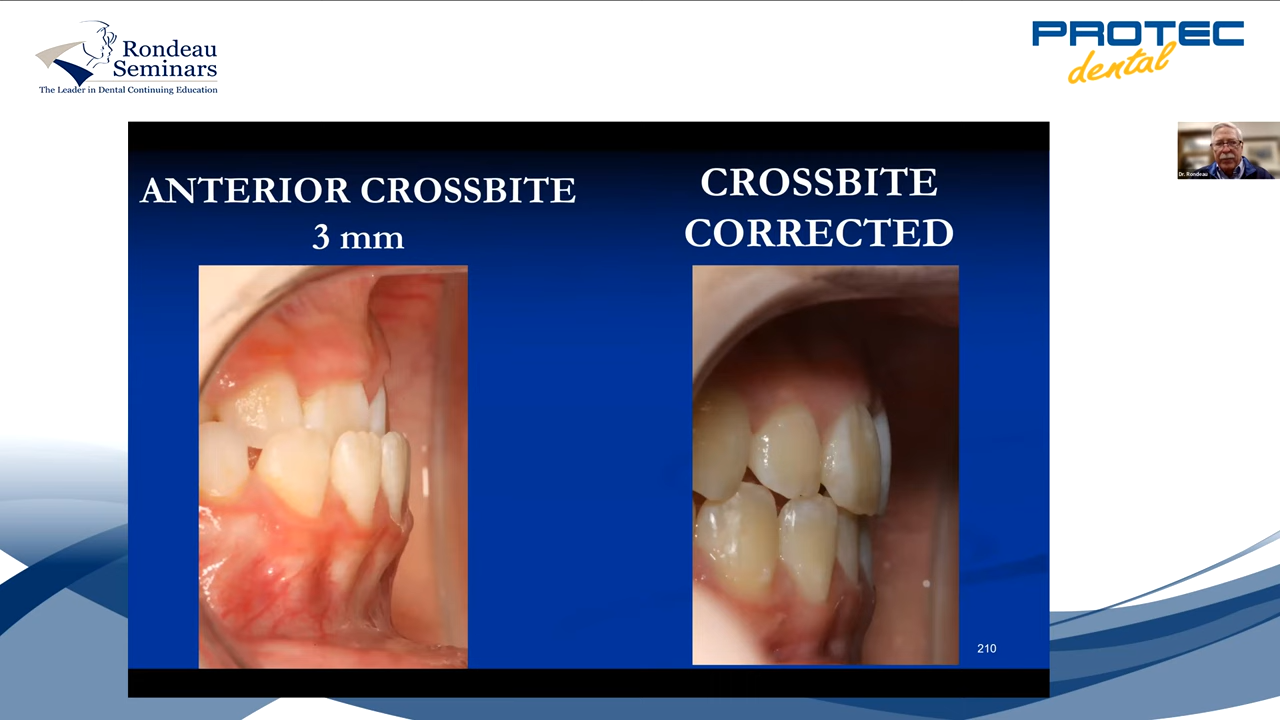 Rondeau
Seminars
The Leader in Dental Continuing Education
PROTEC
dental
ANTERIOR CROSSBITE
3 mm
CROSSBITE
CORRECTED
Dr. Rondeau
210